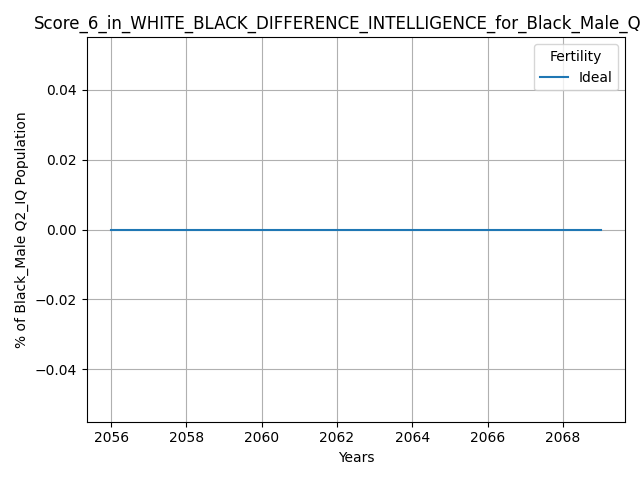 Score_6_in_WHITE_BLACK_DIFFERENCE_INTELLIGENCE_for_Black_Male_Q
Fertility
Ideal
% of Black_Male Q2_IQ Population
0.04
0.02
0.00
−0.02
−0.04
2056 2058 2060 2062 2064 2066 2068
Years